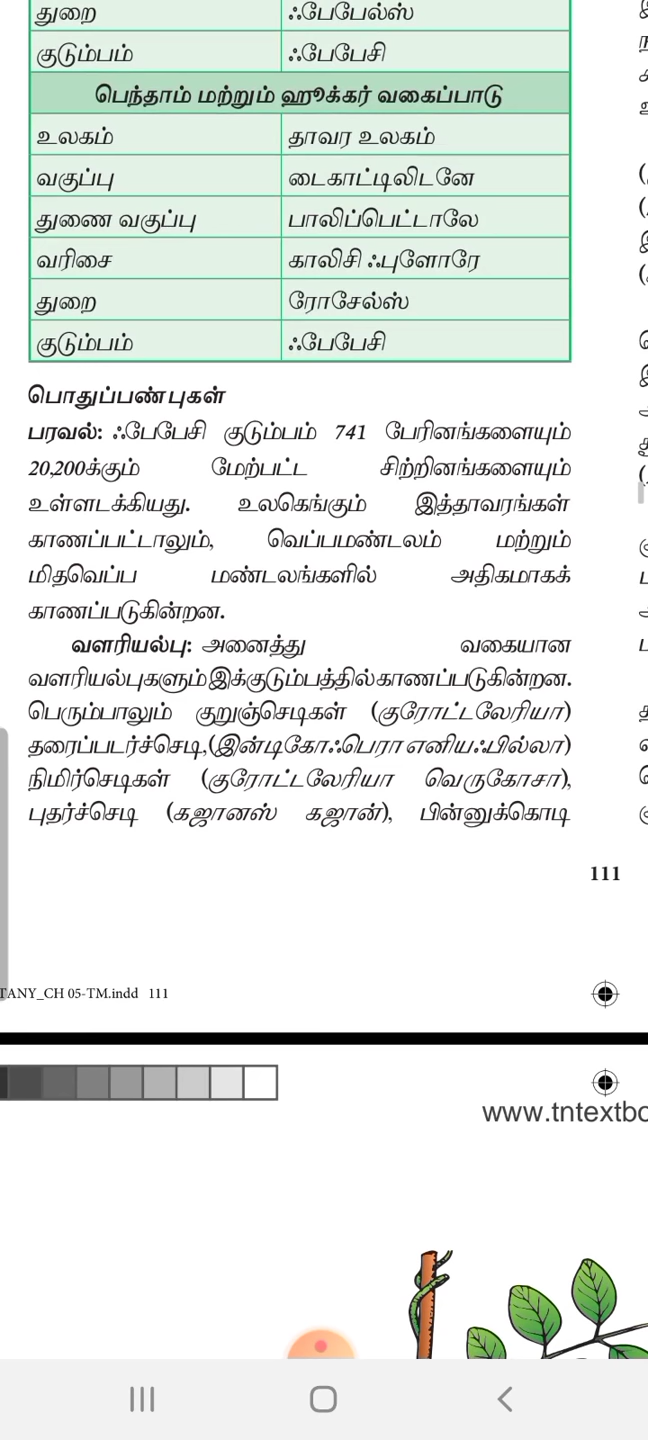 துறை ஃபேபேல்ஸ்
குடும்பம் ஃபேபேசி
பெந்தாம் மற்றும் ஹூக்கர் வகைப்பாடு
உலகம் தாவர உலகம்
வகுப்பு டைகாட்டிலிடனே
துணை வகுப்பு பாலிப்பெட்டாலே
வரிசை காலிசி ஃபுளோரே
துறை ரோசேல்ஸ்
குடும்பம் ஃபேபேசி
பொதுப்பண்புகள்
பரவல்: ஃபேபேசி குடும்பம் 741 பேரினங்களையும்
20,200க்கும் மேற்பட்ட சிற்றினங்களையும்
உள்ளடக்கியது. உலகெங்கும் இத்தாவரங்கள்
காணப்பட்டாலும், வெப்பமண்டலம் மற்றும்
மிதவெப்ப மண்டலங்களில் அதிகமாகக்
காணப்படுகின்றன.
வளரியல்பு: அனைத்து வகையான
வளரியல்புகளும் இக்குடும்பத்தில் காணப்படுகின்றன.
பெரும்பாலும் குறுஞ்செடிகள் (குரோட்டலேரியா)
தரைப்படர்ச்செடி,(இன்டிகோஃபெரா எனியஃபில்லா)
நிமிர்செடிகள் (குரோட்டலேரியா வெருகோசா),
புதர்ச்செடி (கஜானஸ் கஜான்), பின்னுக்கொடி
111
TANY_CH 05-TM.indd 111
www.tntextbo